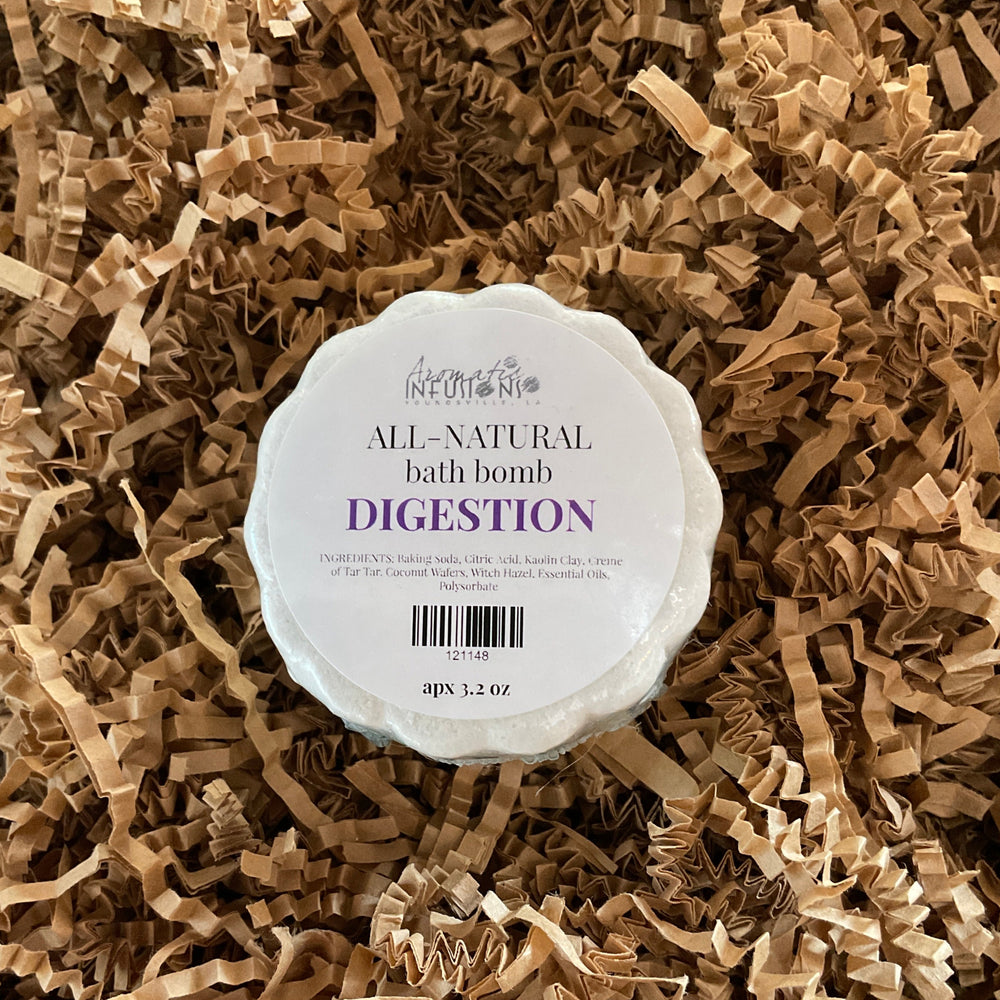 Aromatic
INFUSIONS
YOUNGSVILLE, LA
ALL-NATURAL
bath bomb
DIGESTION
INGREDIENTS: Baking Soda, Citric Acid, Kaolin Clay, Creme
of Tar Tar, Coconut Wafers, Witch Hazel, Essential Oils,
Polysorbate
121148
apx 3.2 oz